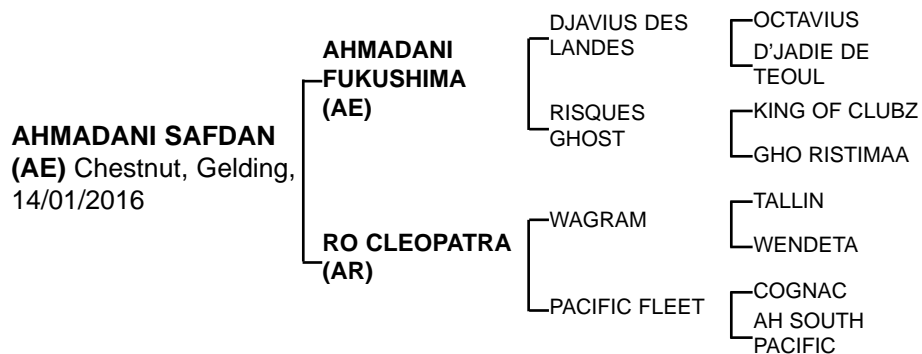 AHMADANI SAFDAN
(AE) Chestnut, Gelding,
14/01/2016
AHMADANI
FUKUSHIMA
(AE)
RO CLEOPATRA
(AR)
DJAVIUS DES
LANDES
RISQUES
GHOST
WAGRAM
PACIFIC FLEET
OCTAVIUS
D'JADIE DE
TEOUL
KING OF CLUBZ
GHO RISTIMAA
TALLIN
WENDETA
COGNAC
AH SOUTH
PACIFIC